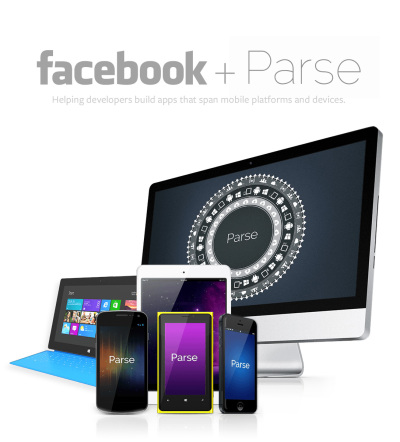 facebook + Parse
Helping developers build apps that span mobile platforms and devices.
Parse
Parse
Parse
Parse